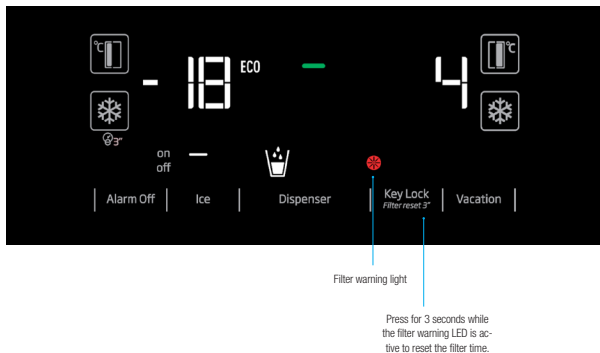 °C
°C
- 18
ECO
4
3"
on
off
Alarm Off
Ice
Dispenser
Key Lock
Filter reset 3"
Vacation
Filter warning light
Press for 3 seconds while
the filter warning LED is ac-
tive to reset the filter time.